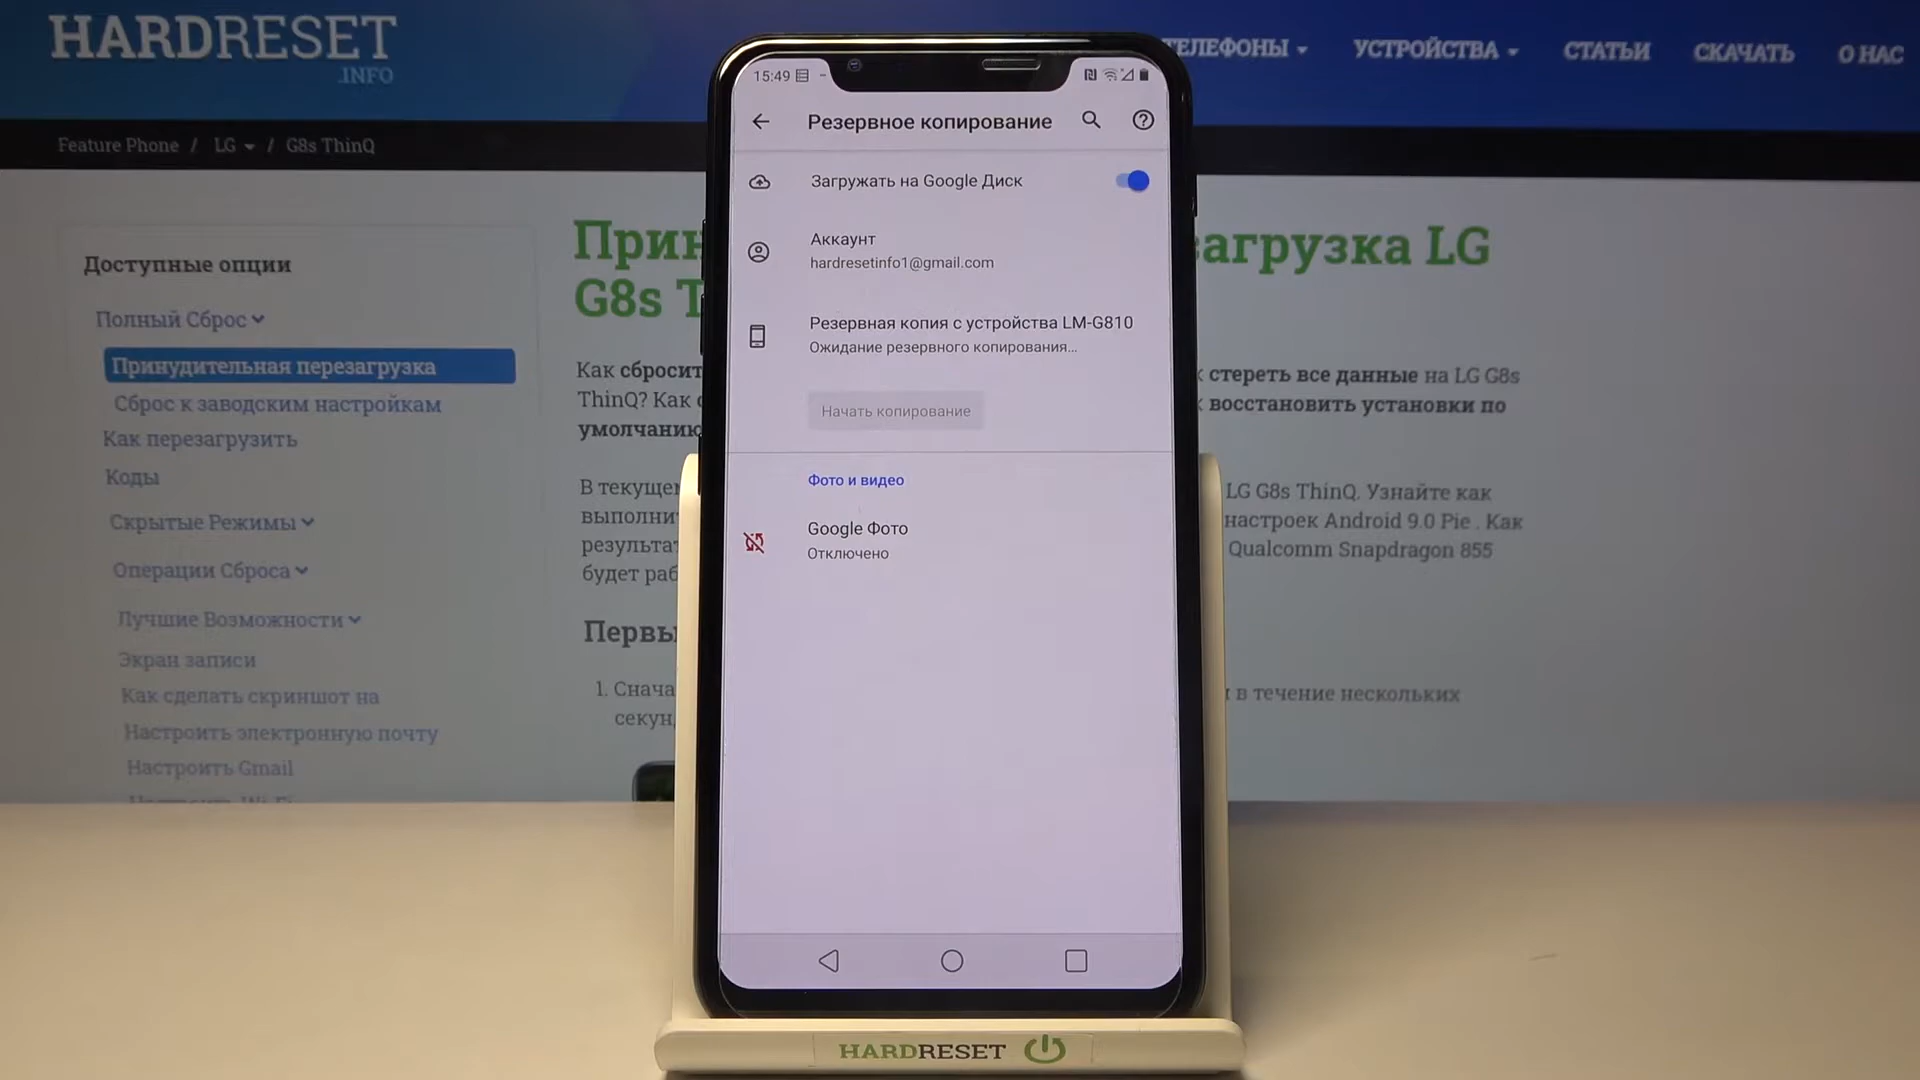 HARDRESET
.INFO
ТЕЛЕФОНЫ УСТРОЙСТВА СТАТЬИ СКАЧАТЬ О НАС
Feature Phone / LG / G8s ThinQ
Доступные опции
Полный Сброс
Принудительная перезагрузка
Сброс к заводским настройкам
Как перезагрузить
Коды
Скрытые Режимы
Операции Сброса
Лучшие Возможности
Экран записи
Как сделать скриншот на
Настроить электронную почту
Настроить Gmail
загрузка LG
G8s
Как сбросит
ThinQ? Как
умолчанию
стереть все данные на LG G8s
восстановить установки по
В текущем
выполни
результа
будет раб
LG G8s ThinQ. Узнайте как
настроек Android 9.0 Pie . Как
Qualcomm Snapdragon 855
Первы
1. Снача
секун
в течение нескольких
15:49
Резервное копирование
Загружать на Google Диск
Аккаунт
hardresetinfo1@gmail.com
Резервная копия с устройства LM-G810
Ожидание резервного копирования...
Начать копирование
Фото и видео
Google Фото
Отключено
HARDRESET